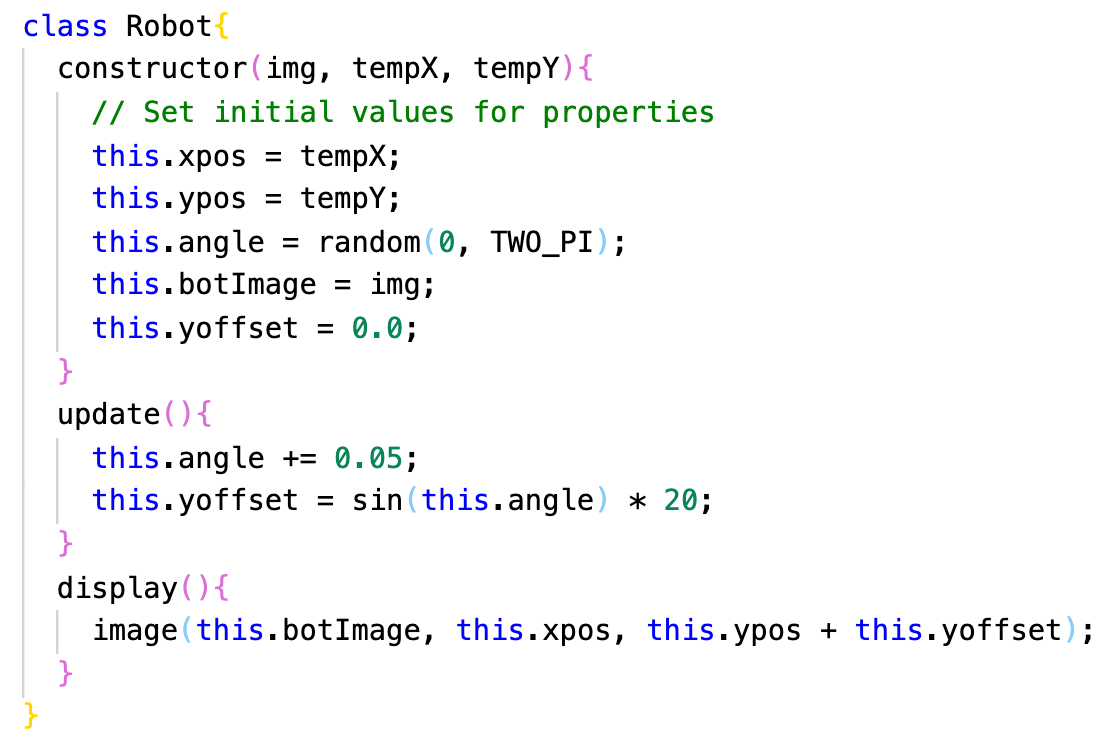 class Robot{
  constructor(img, tempX, tempY){
    // Set initial values for properties
    this.xpos = tempX;
    this.ypos = tempY;
    this.angle = random(0, TWO_PI);
    this.botImage = img;
    this.yoffset = 0.0;
  }
  update(){
    this.angle += 0.05;
    this.yoffset = sin(this.angle) * 20;
  }
  display(){
    image(this.botImage, this.xpos, this.ypos + this.yoffset);
  }
}